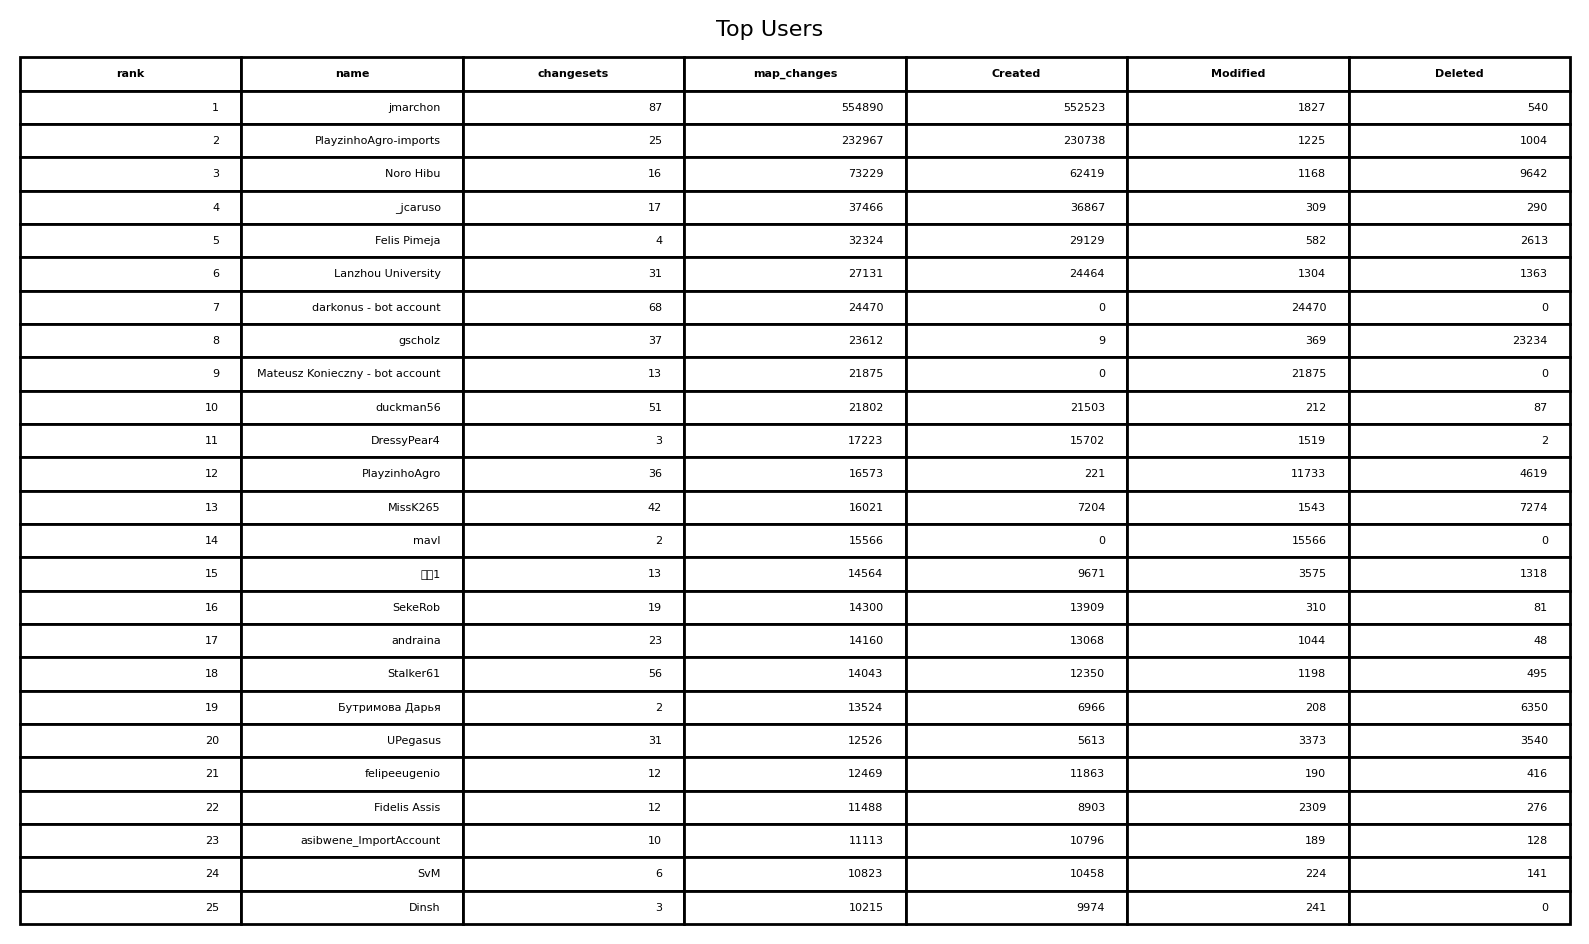 Top Users
rank name changesets map_changes Created Modified Deleted
1 jmarchon 87 554890 552523 1827 540
2 PlayzinhoAgro-imports 25 232967 230738 1225 1004
3 Noro Hibu 16 73229 62419 1168 9642
4 _jcaruso 17 37466 36867 309 290
5 Felis Pimeja 4 32324 29129 582 2613
6 Lanzhou University 31 27131 24464 1304 1363
7 darkonus - bot account 68 24470 0 24470 0
8 gscholz 37 23612 9 369 23234
9 Mateusz Konieczny - bot account 13 21875 0 21875 0
10 duckman56 51 21802 21503 212 87
11 DressyPear4 3 17223 15702 1519 2
12 PlayzinhoAgro 36 16573 221 11733 4619
13 MissK265 42 16021 7204 1543 7274
14 mavl 2 15566 0 15566 0
15 1 13 14564 9671 3575 1318
16 SekeRob 19 14300 13909 310 81
17 andraina 23 14160 13068 1044 48
18 Stalker61 56 14043 12350 1198 495
19 Бутримова Дарья 2 13524 6966 208 6350
20 UPegasus 31 12526 5613 3373 3540
21 felipeeugenio 12 12469 11863 190 416
22 Fidelis Assis 12 11488 8903 2309 276
23 asibwene_ImportAccount 10 11113 10796 189 128
24 SvM 6 10823 10458 224 141
25 Dinsh 3 10215 9974 241 0